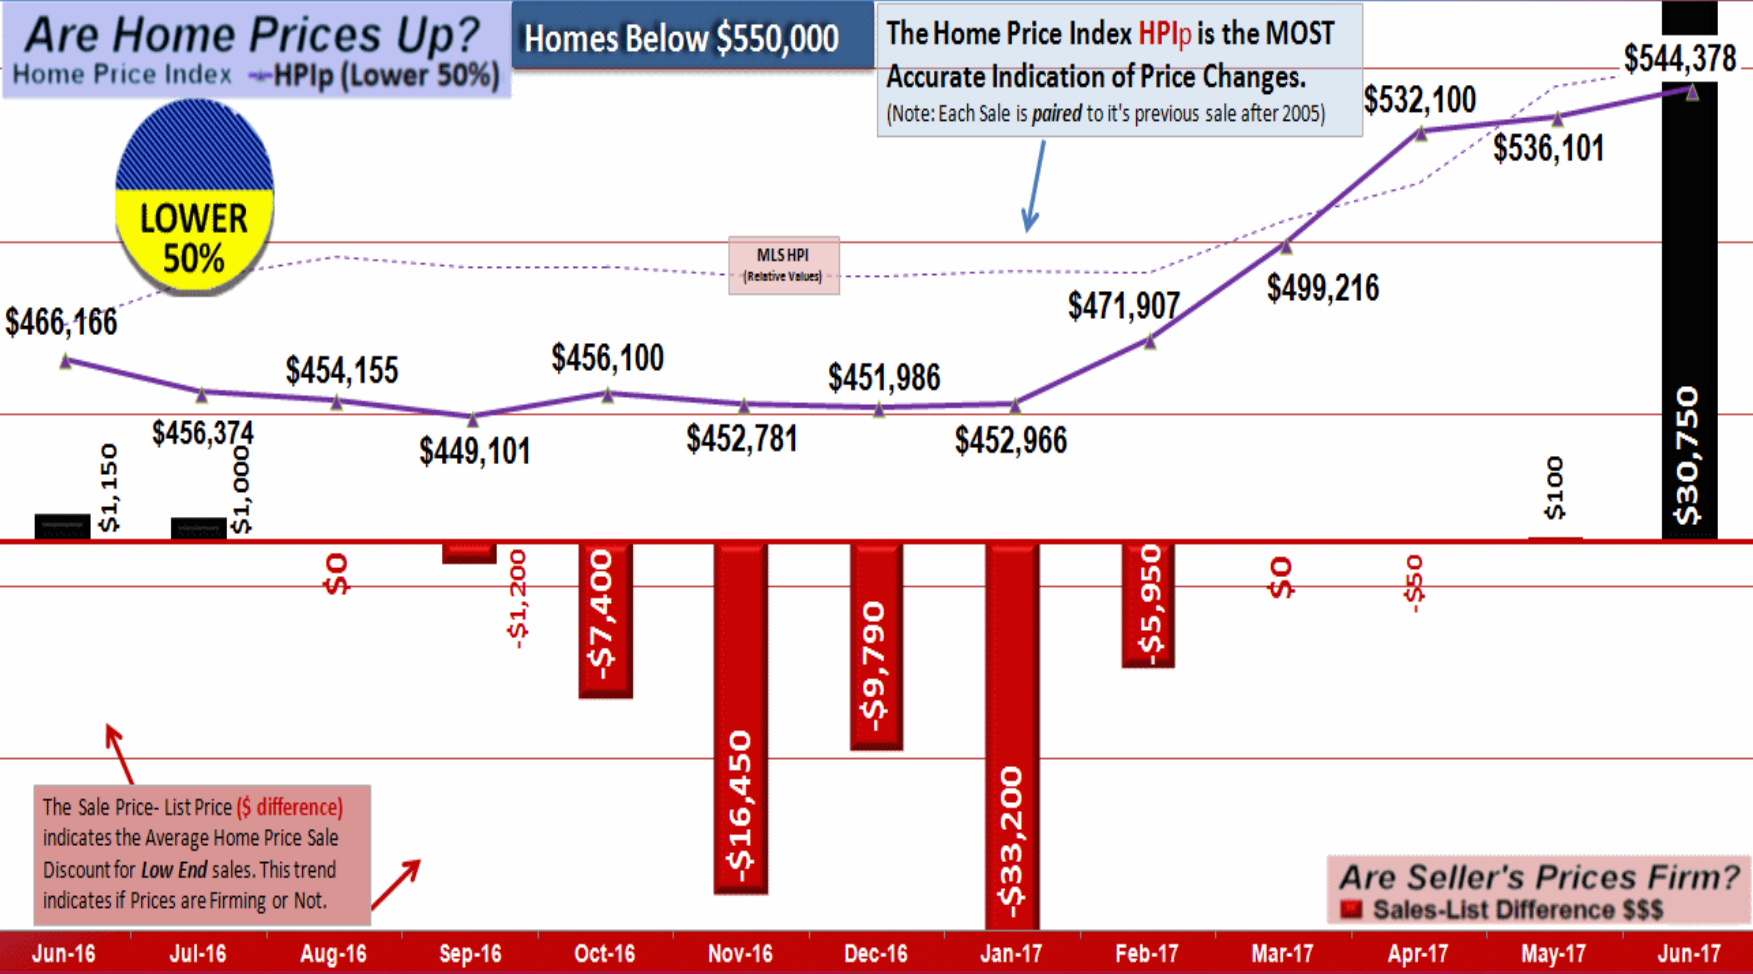 Are Home Prices Up?
Home Price Index HPIp (Lower 50%)
Homes Below $550,000
The Home Price Index HPIp is the MOST
Accurate Indication of Price Changes.
(Note: Each Sale is paired to it's previous sale after 2005)
LOWER
50%
MLS HPI
(Relative Values)
$466,166
$456,374
$454,155
$449,101
$456,100
$452,781
$451,986
$452,966
$471,907
$499,216
$532,100
$536,101
$544,378
$1,150
$1,000
$0
-$1,200
-$7,400
-$16,450
-$9,790
-$33,200
-$5,950
$0
-$50
$100
$30,750
The Sale Price- List Price ($ difference)
indicates the Average Home Price Sale
Discount for Low End sales. This trend
indicates if Prices are Firming or Not.
Are Seller's Prices Firm?
Sales-List Difference $$$
Jun-16 Jul-16 Aug-16 Sep-16 Oct-16 Nov-16 Dec-16 Jan-17 Feb-17 Mar-17 Apr-17 May-17 Jun-17